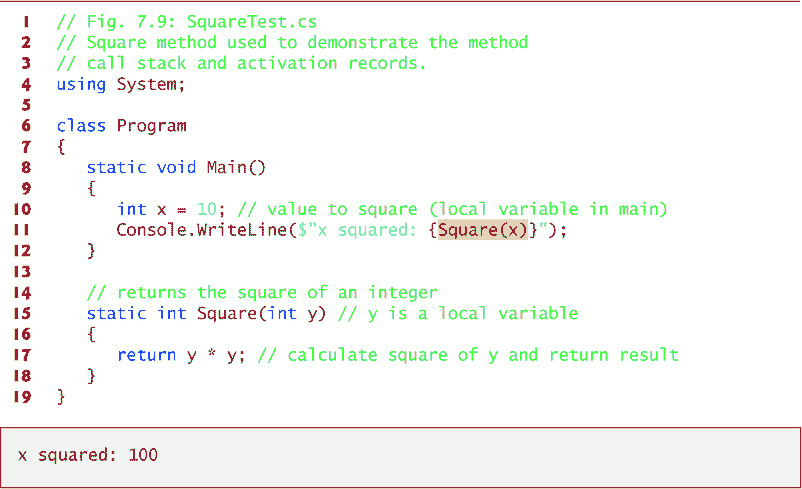 1 // Fig. 7.9: SquareTest.cs
2 // Square method used to demonstrate the method
3 // call stack and activation records.
4 using System;
5
6 class Program
7 {
8 static void Main()
9 {
10 int x = 10; // value to square (local variable in main)
11 Console.WriteLine($"x squared: {Square(x)}");
12 }
13
14 // returns the square of an integer
15 static int Square(int y) // y is a local variable
16 {
17 return y * y; // calculate square of y and return result
18 }
19 }
x squared: 100